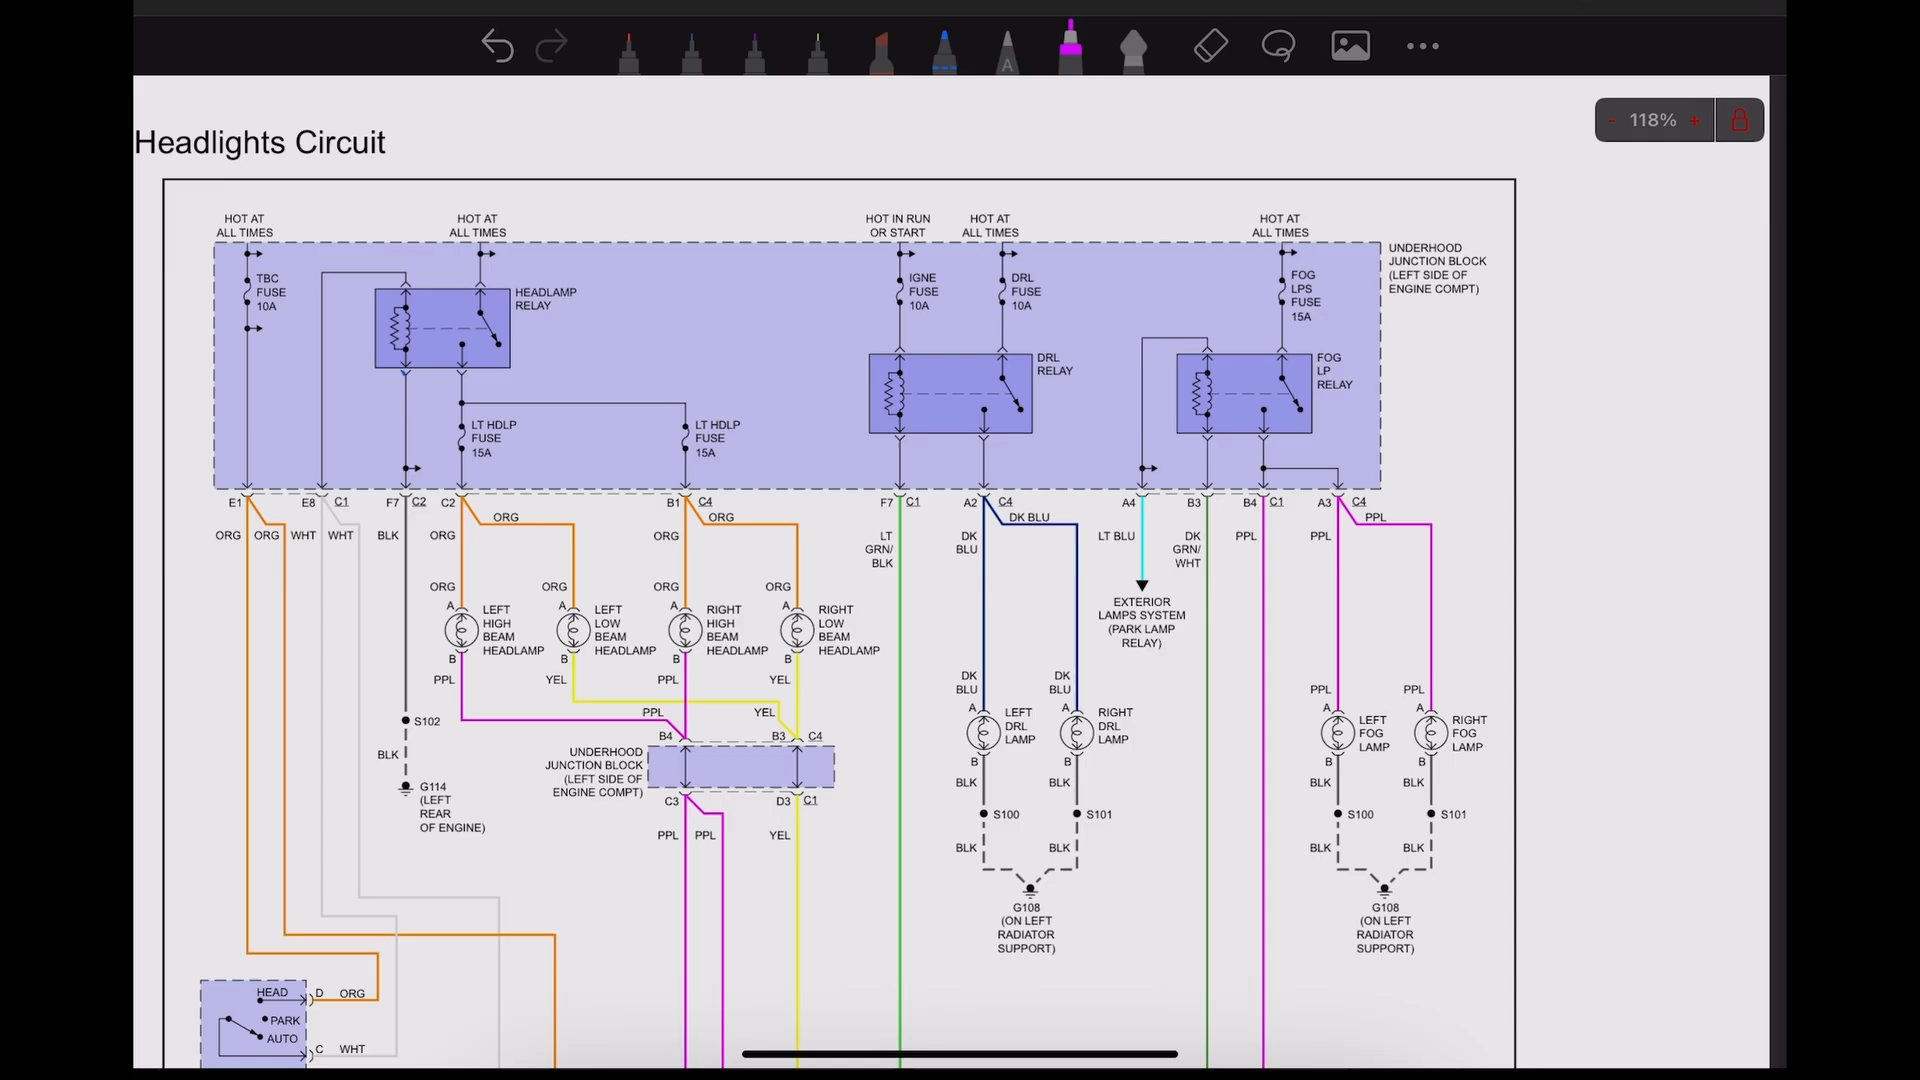 118%
Headlights Circuit
HOT AT
ALL TIMES
HOT AT
ALL TIMES
HOT IN RUN
OR START
HOT AT
ALL TIMES
HOT AT
ALL TIMES
UNDERHOOD
JUNCTION BLOCK
(LEFT SIDE OF
ENGINE COMPT)
TBC
FUSE
10A
HEADLAMP
RELAY
IGNE
FUSE
10A
DRL
FUSE
10A
FOG
LPS
FUSE
15A
DRL
RELAY
FOG
LP
RELAY
LT HDLP
FUSE
15A
LT HDLP
FUSE
15A
E1 E8 C1 F7 C2 C2 B1 C4 F7 C1 A2 C4 A4 B3 B4 C1 A3 C4
ORG ORG DK BLU PPL
ORG ORG WHT WHT BLK ORG ORG
LT
GRN/
BLK
DK
BLU
LT BLU
DK
GRN/
WHT
PPL PPL
ORG ORG ORG ORG
A A A A
LEFT
HIGH
BEAM
HEADLAMP
LEFT
LOW
BEAM
HEADLAMP
RIGHT
HIGH
BEAM
HEADLAMP
RIGHT
LOW
BEAM
HEADLAMP
B B B B
PPL YEL PPL YEL
EXTERIOR
LAMPS SYSTEM
(PARK LAMP
RELAY)
PPL YEL
S102
BLK
G114
(LEFT
REAR
OF ENGINE)
B4 B3 C4
UNDERHOOD
JUNCTION BLOCK
(LEFT SIDE OF
ENGINE COMPT)
C3 D3 C1
PPL PPL YEL
DK
BLU
DK
BLU
A A
LEFT
DRL
LAMP
RIGHT
DRL
LAMP
B B
BLK BLK
S100 S101
BLK BLK
G108
(ON LEFT
RADIATOR
SUPPORT)
PPL PPL
A A
LEFT
FOG
LAMP
RIGHT
FOG
LAMP
B B
BLK BLK
S100 S101
BLK BLK
G108
(ON LEFT
RADIATOR
SUPPORT)
HEAD D ORG
PARK
AUTO
C WHT